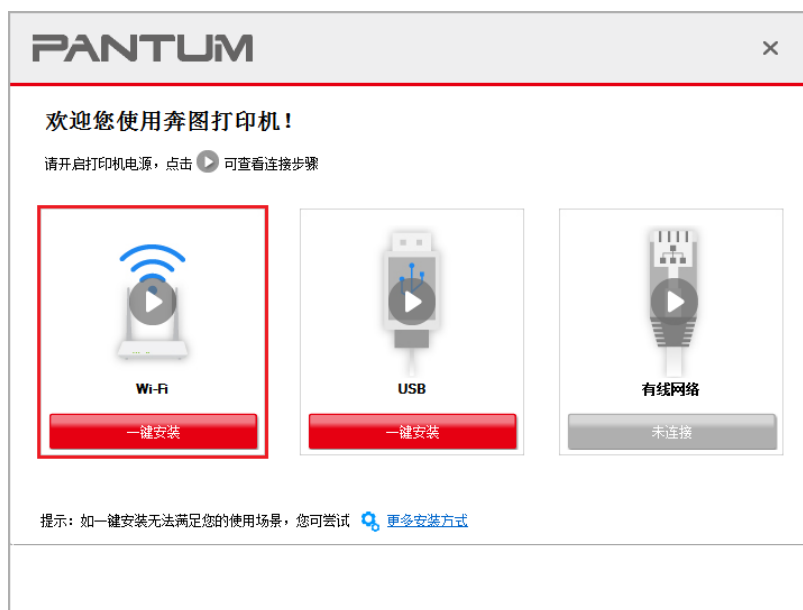 PANTUM
欢迎您使用奔图打印机！
请开启打印机电源，点击 可查看连接步骤
Wi-Fi
一键安装
USB
一键安装
有线网络
未连接
提示：如一键安装无法满足您的使用场景，您可尝试 更多安装方式